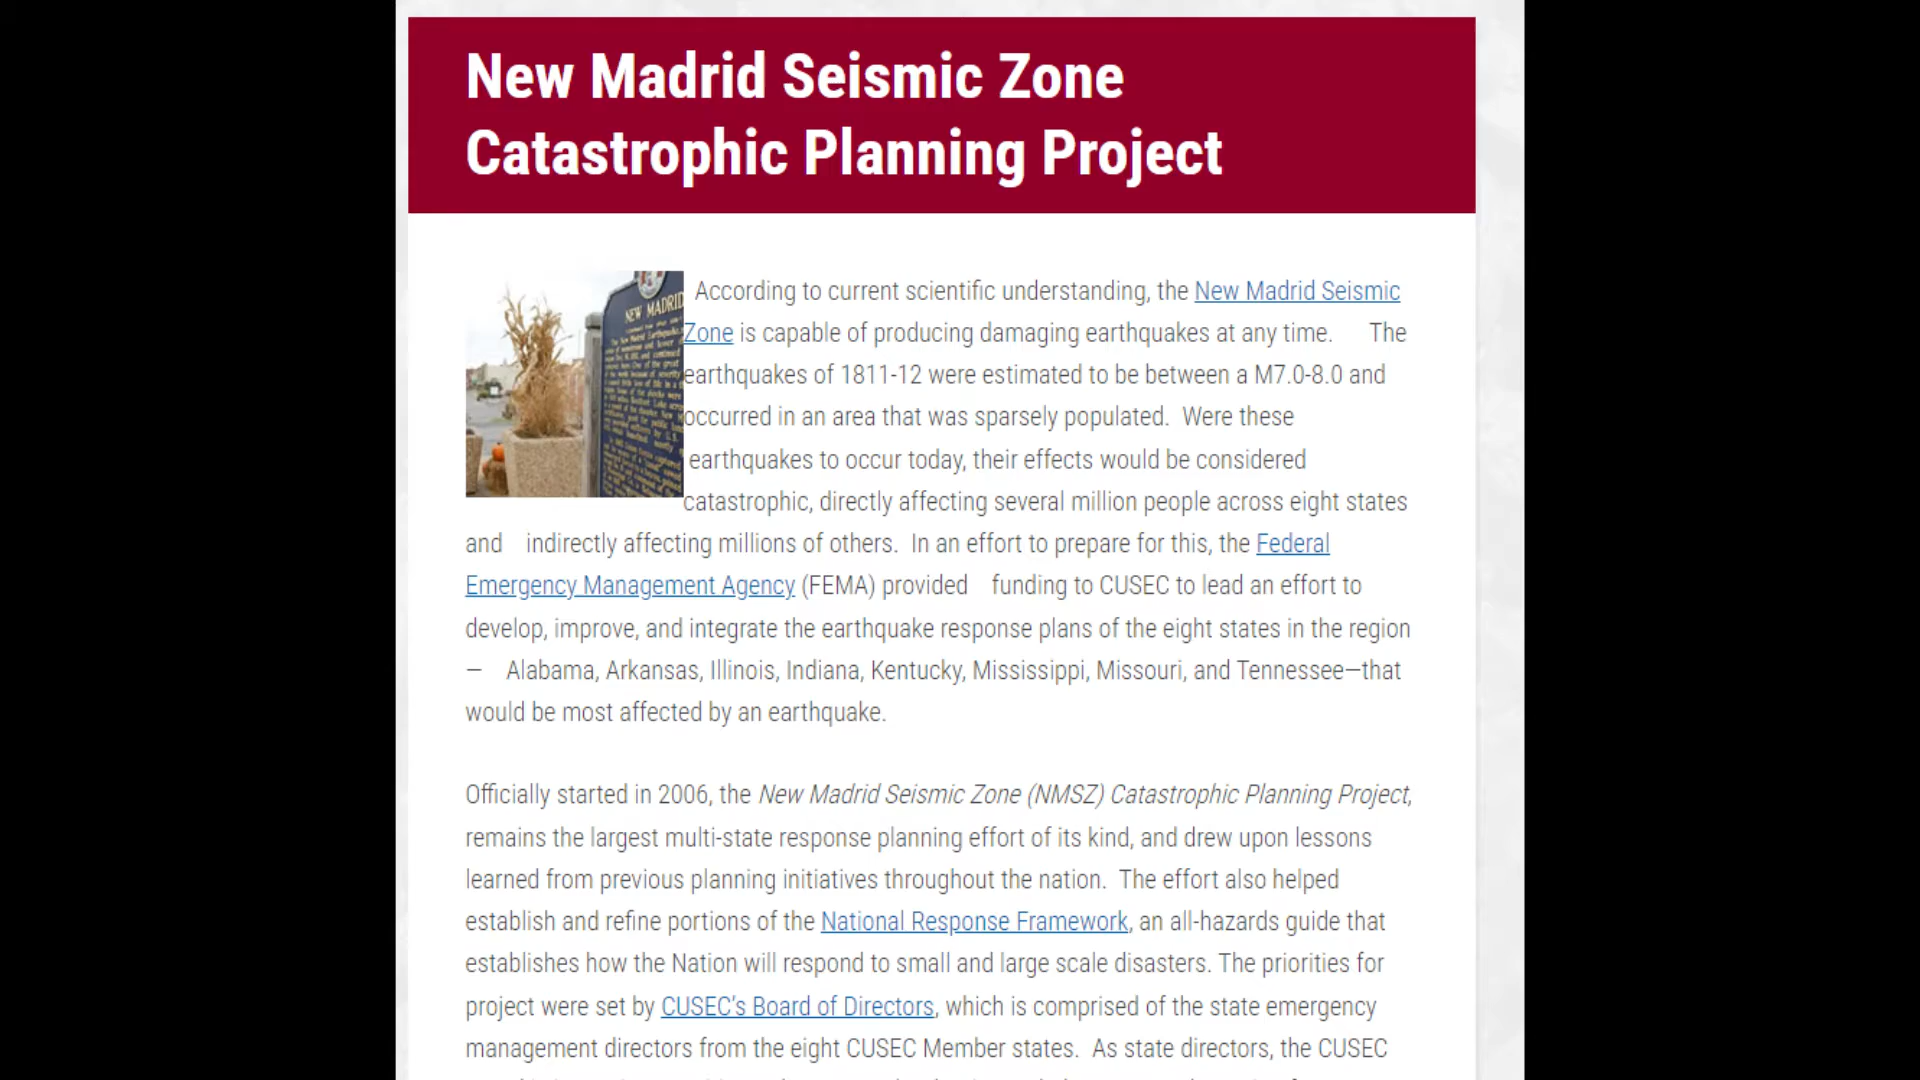 New Madrid Seismic Zone
Catastrophic Planning Project
NEW MADRID
According to current scientific understanding, the New Madrid Seismic
Zone is capable of producing damaging earthquakes at any time. The
earthquakes of 1811-12 were estimated to be between a M7.0-8.0 and
occurred in an area that was sparsely populated. Were these
earthquakes to occur today, their effects would be considered
catastrophic, directly affecting several million people across eight states
and indirectly affecting millions of others. In an effort to prepare for this, the Federal
Emergency Management Agency (FEMA) provided funding to CUSEC to lead an effort to
develop, improve, and integrate the earthquake response plans of the eight states in the region
— Alabama, Arkansas, Illinois, Indiana, Kentucky, Mississippi, Missouri, and Tennessee—that
would be most affected by an earthquake.
Officially started in 2006, the New Madrid Seismic Zone (NMSZ) Catastrophic Planning Project,
remains the largest multi-state response planning effort of its kind, and drew upon lessons
learned from previous planning initiatives throughout the nation. The effort also helped
establish and refine portions of the National Response Framework, an all-hazards guide that
establishes how the Nation will respond to small and large scale disasters. The priorities for
project were set by CUSEC’s Board of Directors, which is comprised of the state emergency
management directors from the eight CUSEC Member states. As state directors, the CUSEC